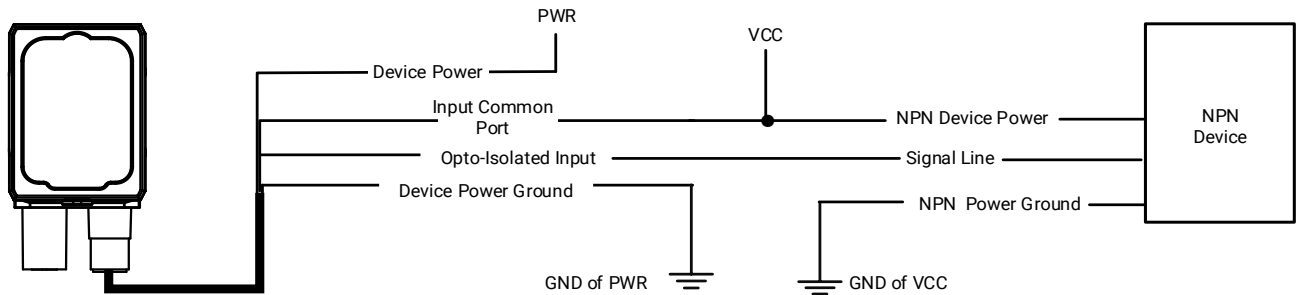 PWR
VCC
Device Power
Input Common
Port
NPN Device Power
NPN
Device
Opto-Isolated Input
Signal Line
Device Power Ground
NPN Power Ground
GND of PWR
GND of VCC